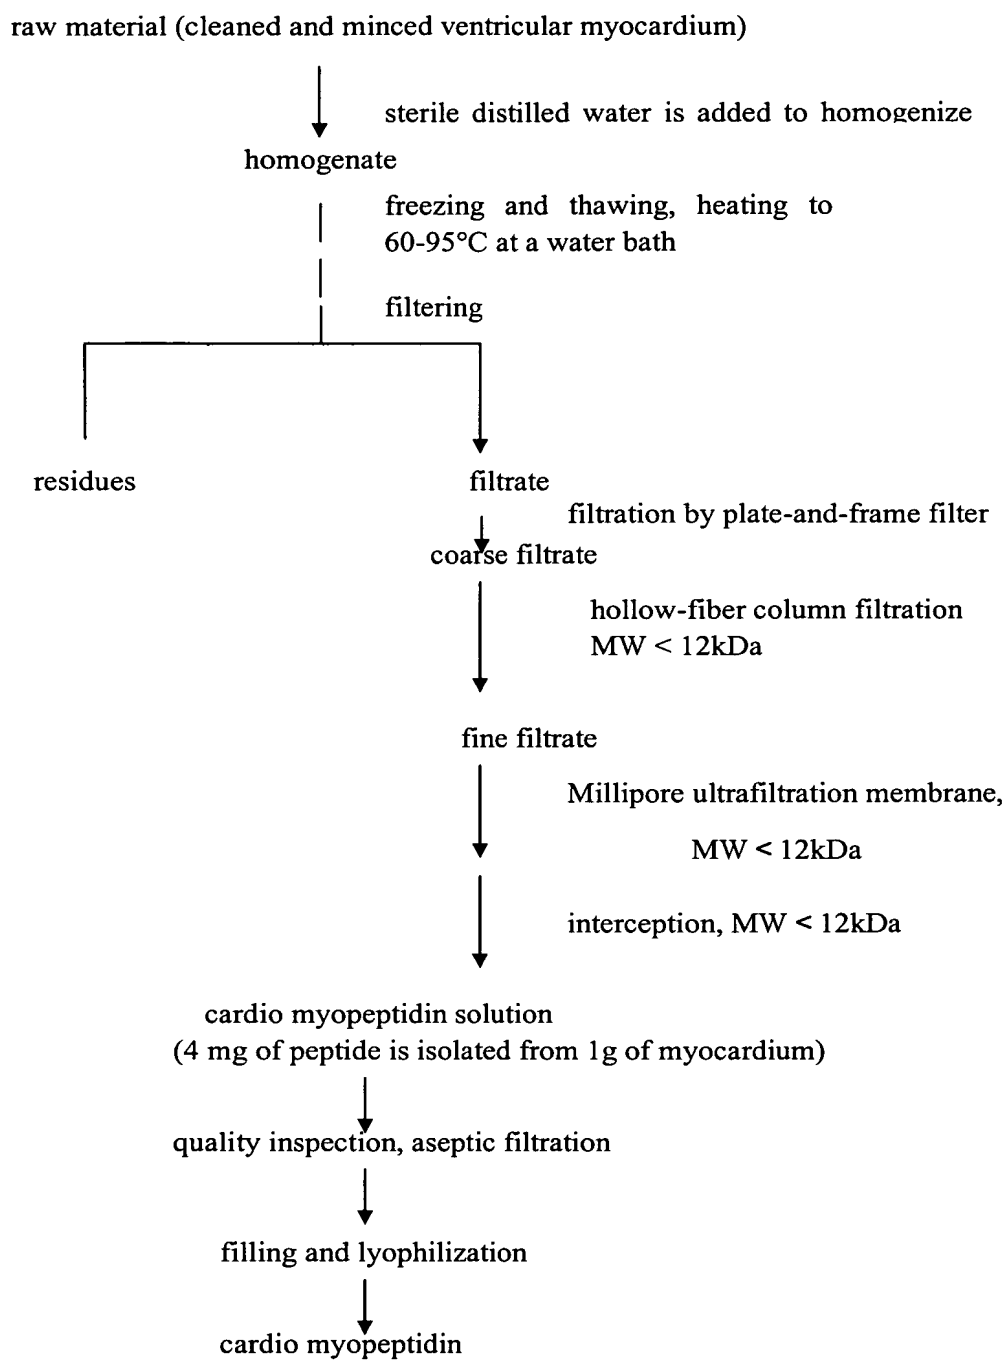 raw material (cleaned and minced ventricular myocardium)
sterile distilled water is added to homogenize
homogenate
freezing and thawing, heating to
60-95°C at a water bath
filtering
residues
filtrate
filtration by plate-and-frame filter
coarse filtrate
hollow-fiber column filtration
MW < 12kDa
fine filtrate
Millipore ultrafiltration membrane,
MW < 12kDa
interception, MW < 12kDa
cardio myopeptidin solution
(4 mg of peptide is isolated from 1g of myocardium)
quality inspection, aseptic filtration
filling and lyophilization
cardio myopeptidin